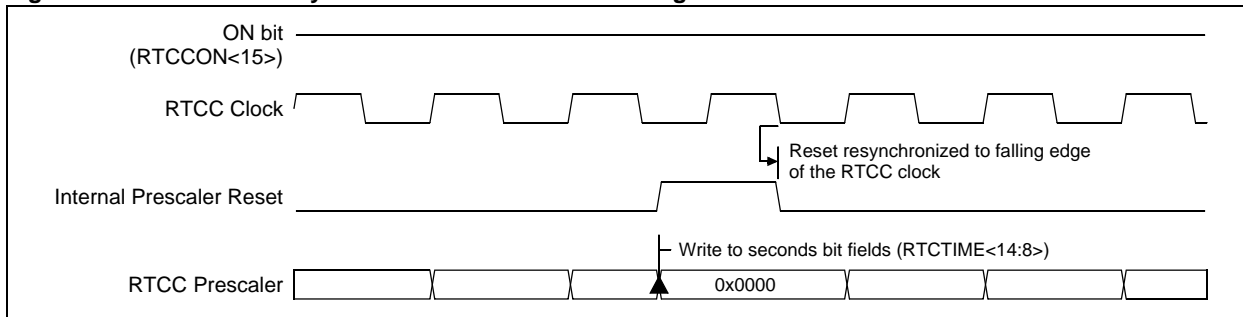 ON bit
(RTCCON<15>)
RTCC Clock
Reset resynchronized to falling edge
of the RTCC clock
Internal Prescaler Reset
Write to seconds bit fields (RTCTIME<14:8>)
RTCC Prescaler
0x0000